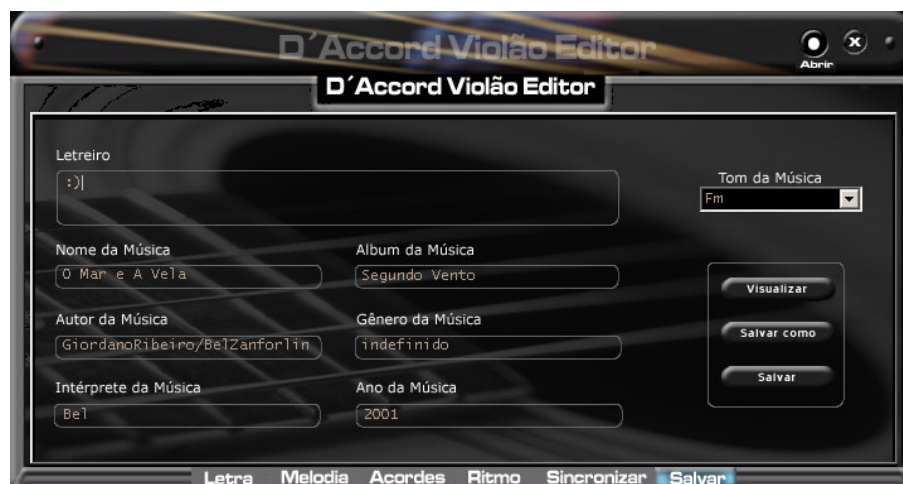 D´Accord Violão Editor
Abrir
D´Accord Violão Editor
Letreiro
:)
Tom da Música
Fm
Nome da Música
Album da Música
O Mar e A Vela
Segundo Vento
Visualizar
Autor da Música
Gênero da Música
GiordanoRibeiro/BelZanforlin
indefinido
Salvar como
Intérprete da Música
Ano da Música
Salvar
Bel
2001
Letra Melodia Acordes Ritmo Sincronizar Salvar